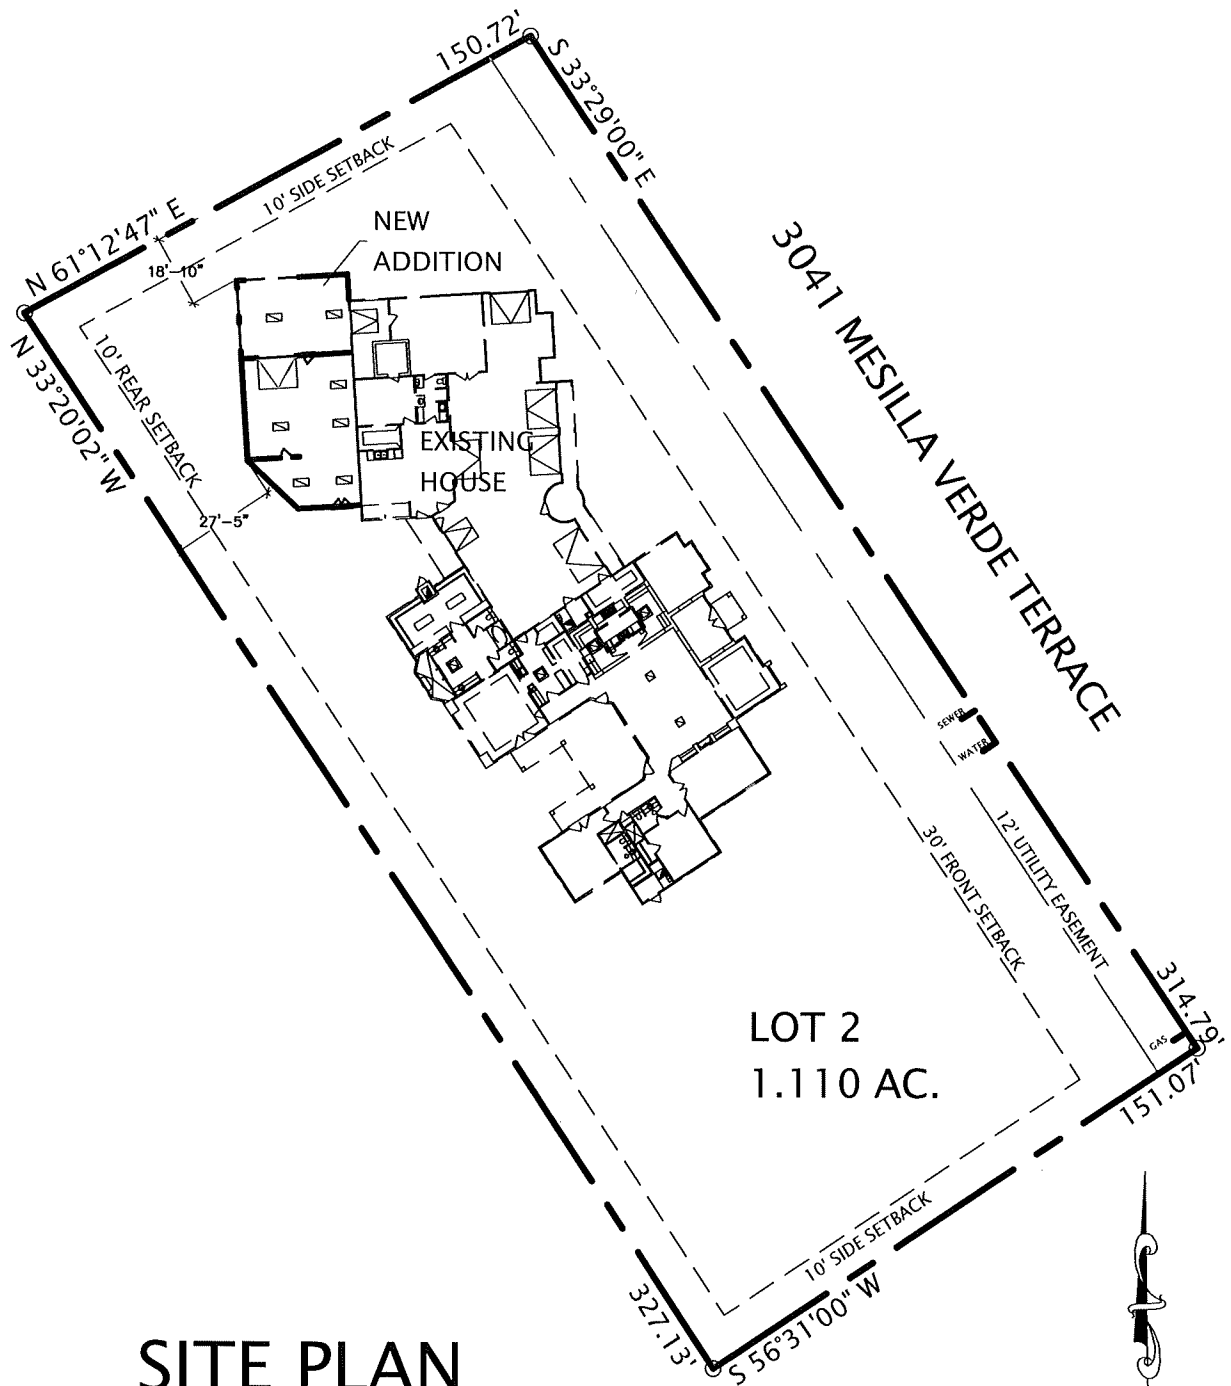 150.72'
S 33°29'00" E
10' SIDE SETBACK
N 61°12'47" E
NEW
ADDITION
18'-10"
3041 MESILLA VERDE TERRACE
N 33°20'02" W
10' REAR SETBACK
EXISTING
HOUSE
27'-5"
SEWER
WATER
12' UTILITY EASEMENT
30' FRONT SETBACK
314.79'
GAS
LOT 2
1.110 AC.
151.07'
10' SIDE SETBACK
327.13'
S 56°31'00" W
SITE PLAN